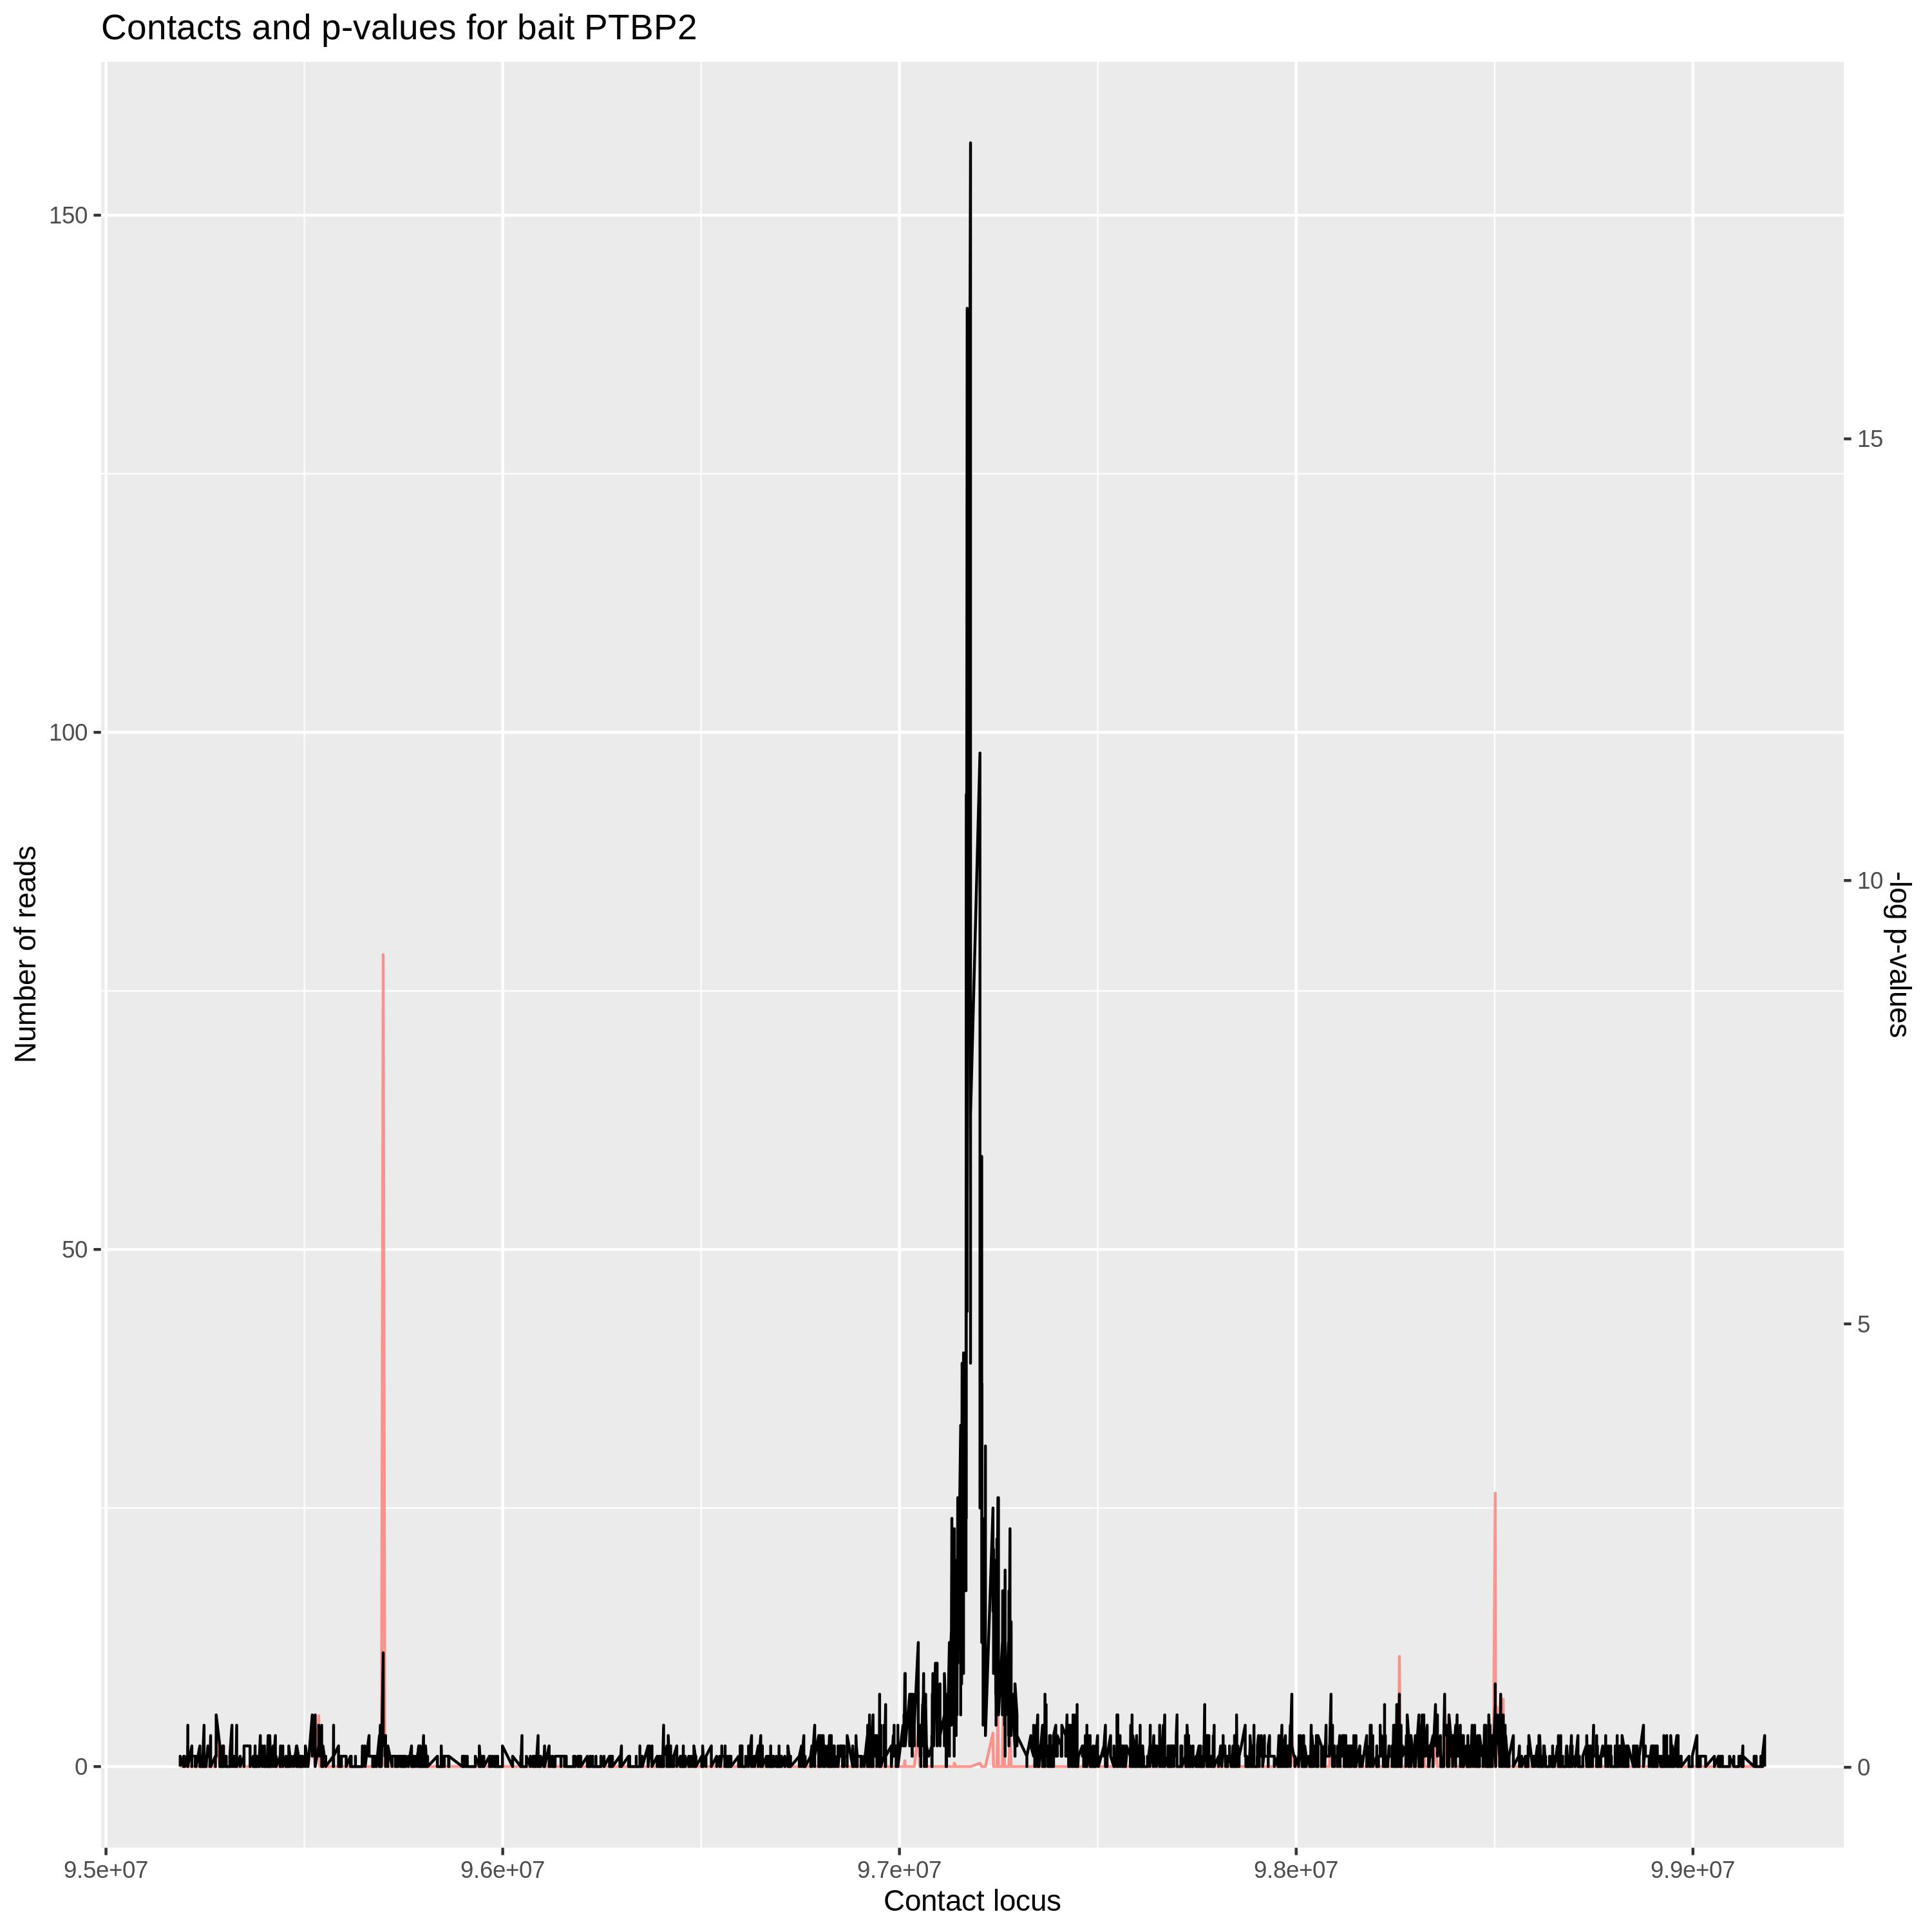 Contacts and p-values for bait PTBP2
150
100
50
0
Number of reads
15
10
5
0
-log p-values
9.5e+07
9.6e+07
9.7e+07
9.8e+07
9.9e+07
Contact locus